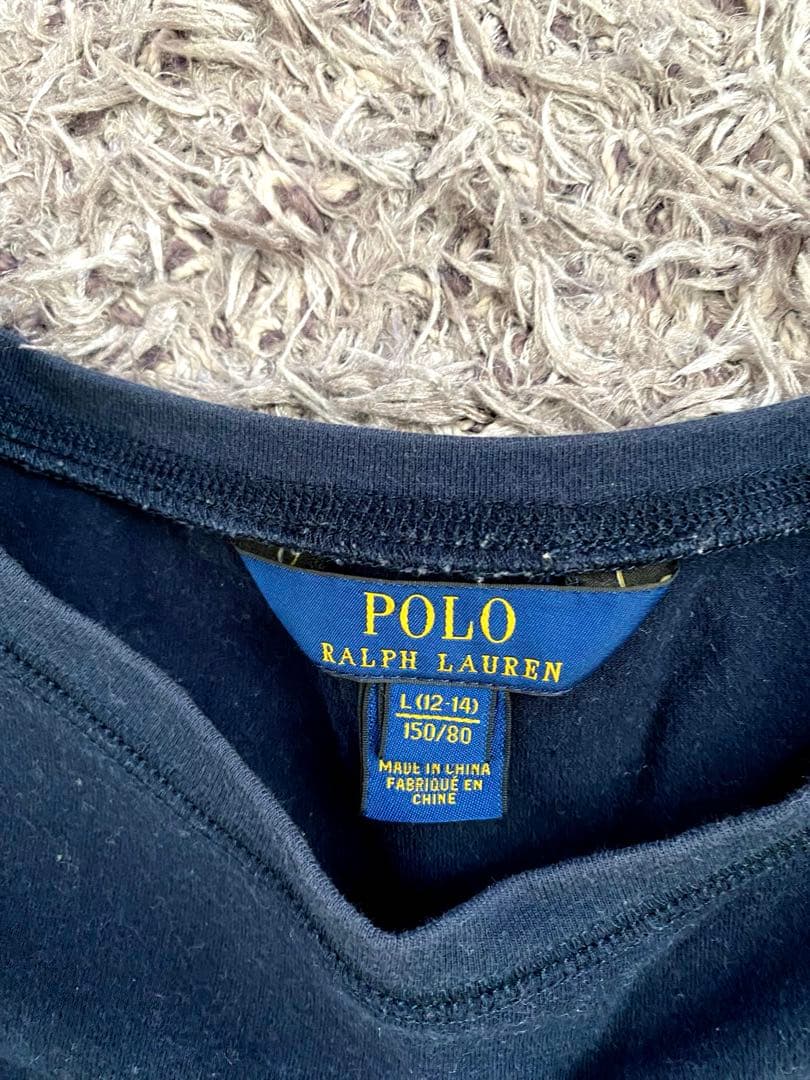 POLO
RALPH LAUREN
L (12-14)
150/80
MADE IN CHINA
FABRIQUÉ EN
CHINE